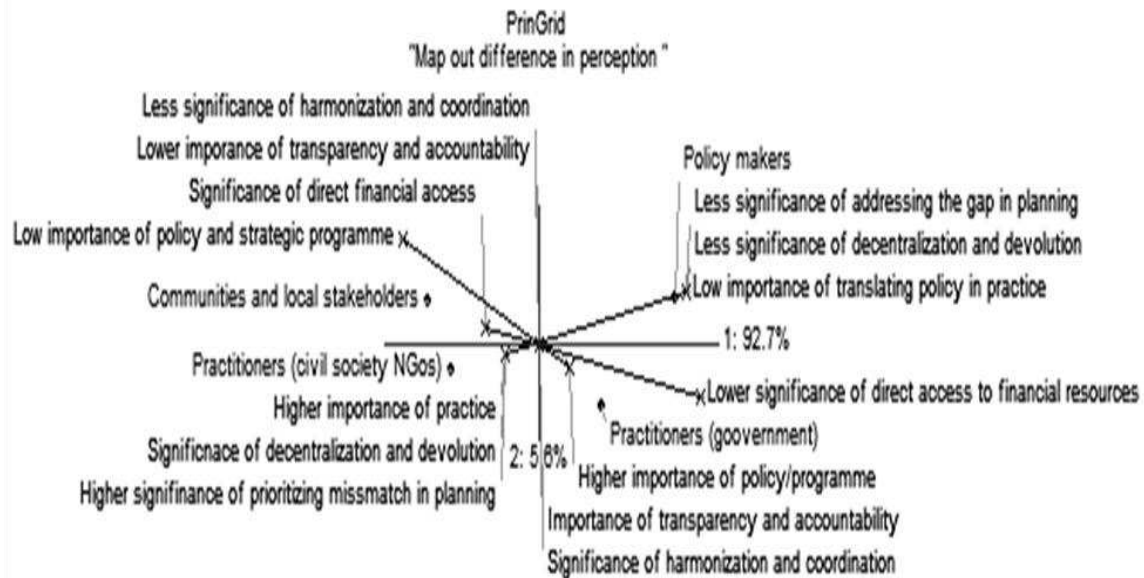 PrinGrid
"Map out difference in perception "
Less significance of harmonization and coordination
Lower imporance of transparency and accountability
Significance of direct financial access
Low importance of policy and strategic programme
Communities and local stakeholders
Practitioners (civil society NGos)
Higher importance of practice
Significnace of decentralization and devolution
Higher signifinance of prioritizing missmatch in planning
Policy makers
Less significance of addressing the gap in planning
Less significance of decentralization and devolution
Low importance of translating policy in practice
1: 92.7%
Lower significance of direct access to financial resources
Practitioners (goovernment)
2: 5.6%
Higher importance of policy/programme
Importance of transparency and accountability
Significance of harmonization and coordination